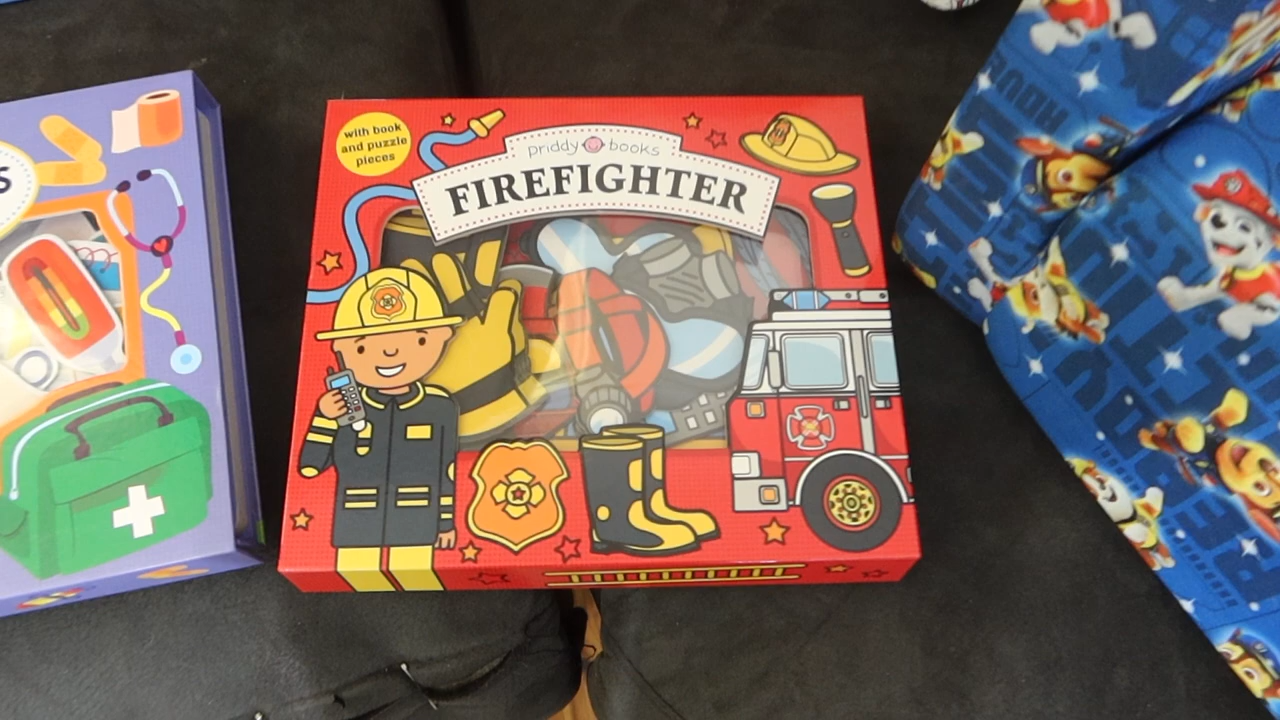 with book
and puzzle
pieces
priddy books
FIREFIGHTER
S